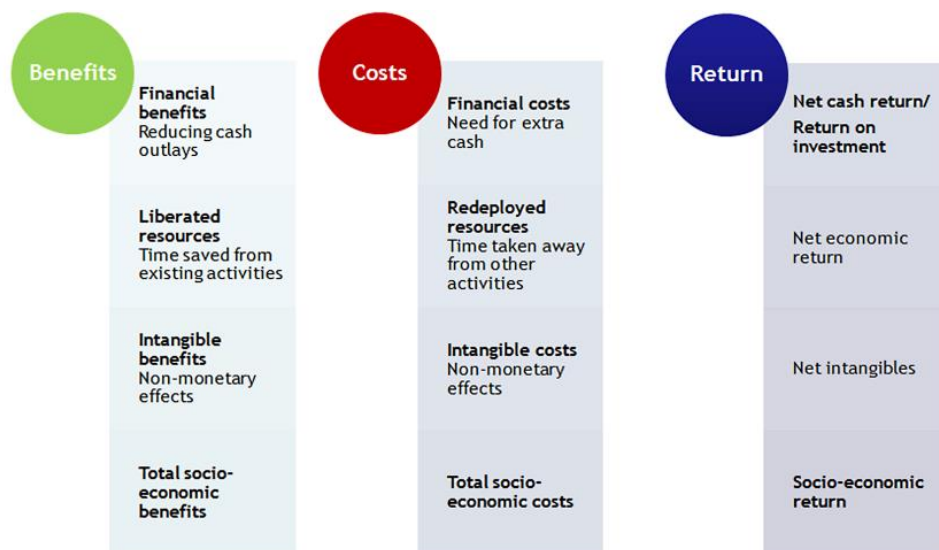 Benefits
Financial
benefits
Reducing cash
outlays
Liberated
resources
Time saved from
existing activities
Intangible
benefits
Non-monetary
effects
Total socio-
economic
benefits
Costs
Financial costs
Need for extra
cash
Redeployed
resources
Time taken away
from other
activities
Intangible costs
Non-monetary
effects
Total socio-
economic costs
Return
Net cash return/
Return on
investment
Net economic
return
Net intangibles
Socio-economic
return